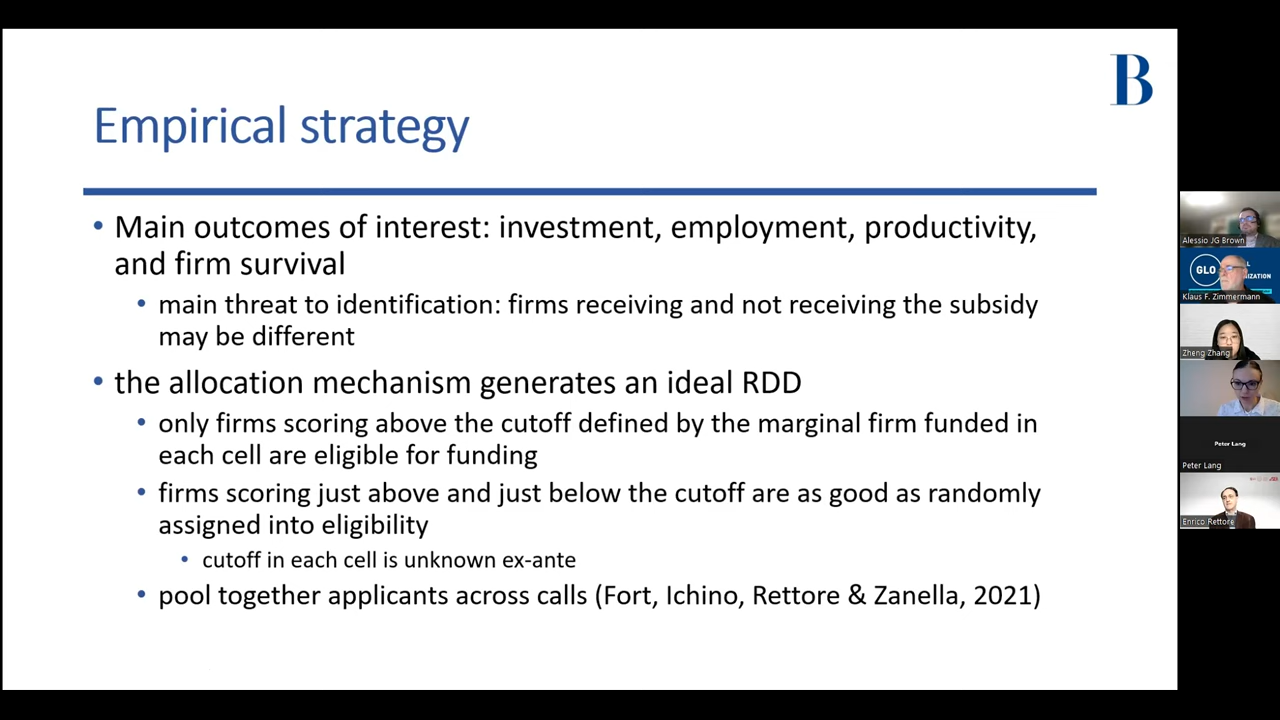 B
Empirical strategy
• Main outcomes of interest: investment, employment, productivity,
and firm survival
• main threat to identification: firms receiving and not receiving the subsidy
may be different
• the allocation mechanism generates an ideal RDD
• only firms scoring above the cutoff defined by the marginal firm funded in
each cell are eligible for funding
• firms scoring just above and just below the cutoff are as good as randomly
assigned into eligibility
• cutoff in each cell is unknown ex-ante
• pool together applicants across calls (Fort, Ichino, Rettore & Zanella, 2021)
Alessio JG Brown
GLO
Klaus F. Zimmermann
Zheng Zhang
Peter Lang
Peter Lang
Enrico Rettore